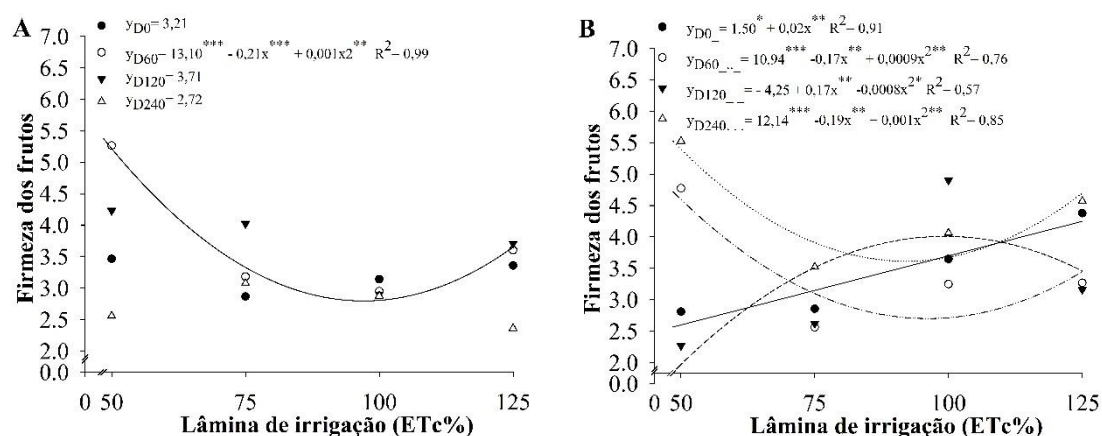 A
y_D0= 3,21
y_D60= 13,10*** - 0,21x*** + 0,001x2** R²= 0,99
y_D120= 3,71
y_D240= 2,72
Firmeza dos frutos
7.0
6.5
6.0
5.5
5.0
4.5
4.0
3.5
3.0
2.5
2.0
0.0
0 50 75 100 125
Lâmina de irrigação (ETc%)
B
y_D0_= 1.50* + 0,02x** R²= 0,91
y_D60_.._= 10.94*** -0.17x** + 0,0009x2** R²= 0,76
y_D120_ _= - 4,25 + 0,17x** -0.0008x2* R²= 0,57
y_D240. . .= 12,14*** -0,19x** - 0,001x2** R²= 0,85
Firmeza dos frutos
7.0
6.5
6.0
5.5
5.0
4.5
4.0
3.5
3.0
2.5
2.0
0.0
0 50 75 100 125
Lâmina de irrigação (ETc%)